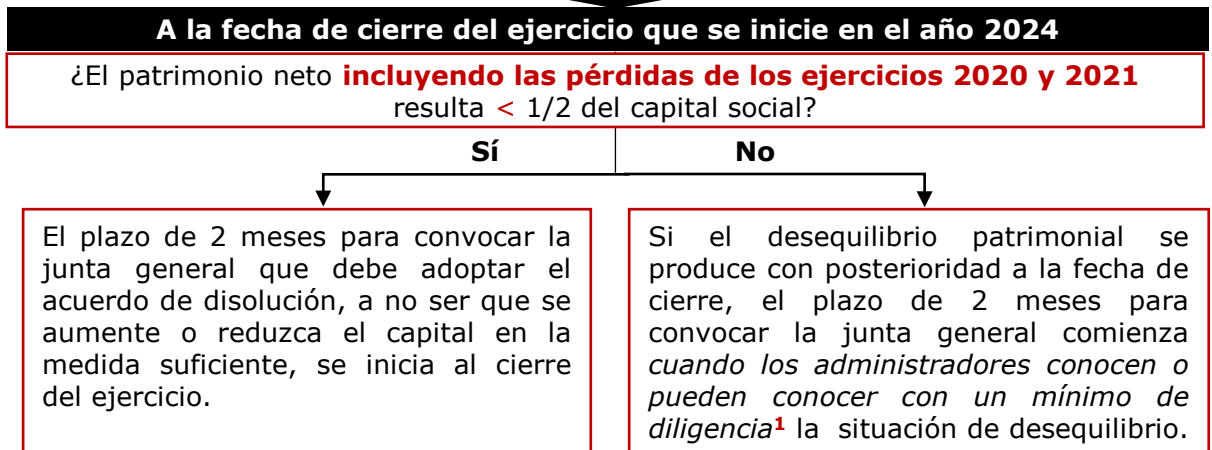 A la fecha de cierre del ejercicio que se inicie en el año 2024
¿El patrimonio neto incluyendo las pérdidas de los ejercicios 2020 y 2021
resulta < 1/2 del capital social?
Sí
No
El plazo de 2 meses para convocar la
junta general que debe adoptar el
acuerdo de disolución, a no ser que se
aumente o reduzca el capital en la
medida suficiente, se inicia al cierre
del ejercicio.
Si el desequilibrio patrimonial se
produce con posterioridad a la fecha de
cierre, el plazo de 2 meses para
convocar la junta general comienza
cuando los administradores conocen o
pueden conocer con un mínimo de
diligencia1 la situación de desequilibrio.